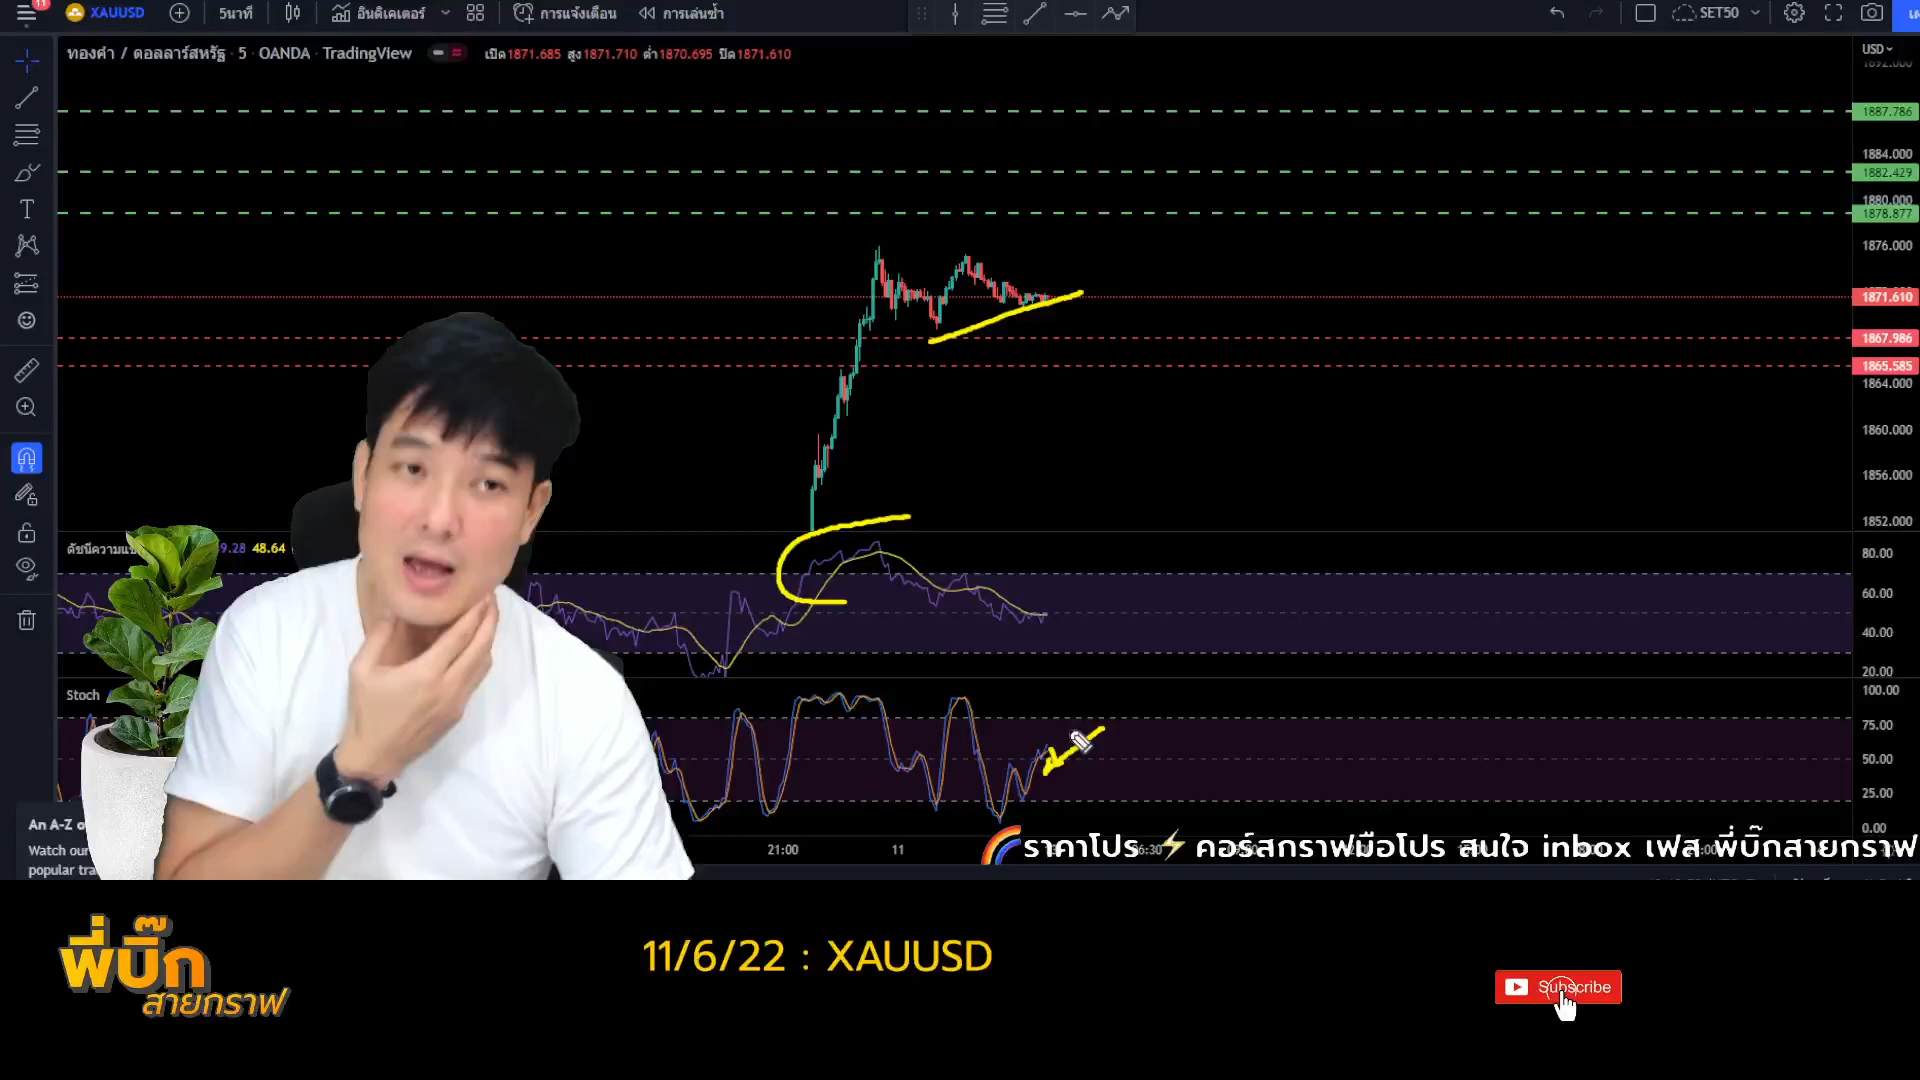 11
XAUUSD
5นาที
อินดิเคเตอร์
การแจ้งเตือน
การเล่นซ้ำ
SET50
ทองคำ / ดอลลาร์สหรัฐ · 5 · OANDA · TradingView
เปิด1871.685 สูง1871.710 ต่ำ1870.695 ปิด1871.610
USD
1892.000
1887.786
1884.000
1882.429
1880.000
1878.877
1876.000
1871.610
1867.986
1865.585
1864.000
1860.000
1856.000
1852.000
9.28 48.64
80.00
60.00
40.00
20.00
Stoch
100.00
75.00
50.00
25.00
0.00
An A-Z
Watch our
popular
21:00
11
ราคาโปร ⚡ คอร์สกราฟมือโปร สนใจ inbox เฟส พี่บิ๊กสายกราฟ
พี่บิ๊ก
สายกราฟ
11/6/22 : XAUUSD
Subscribe